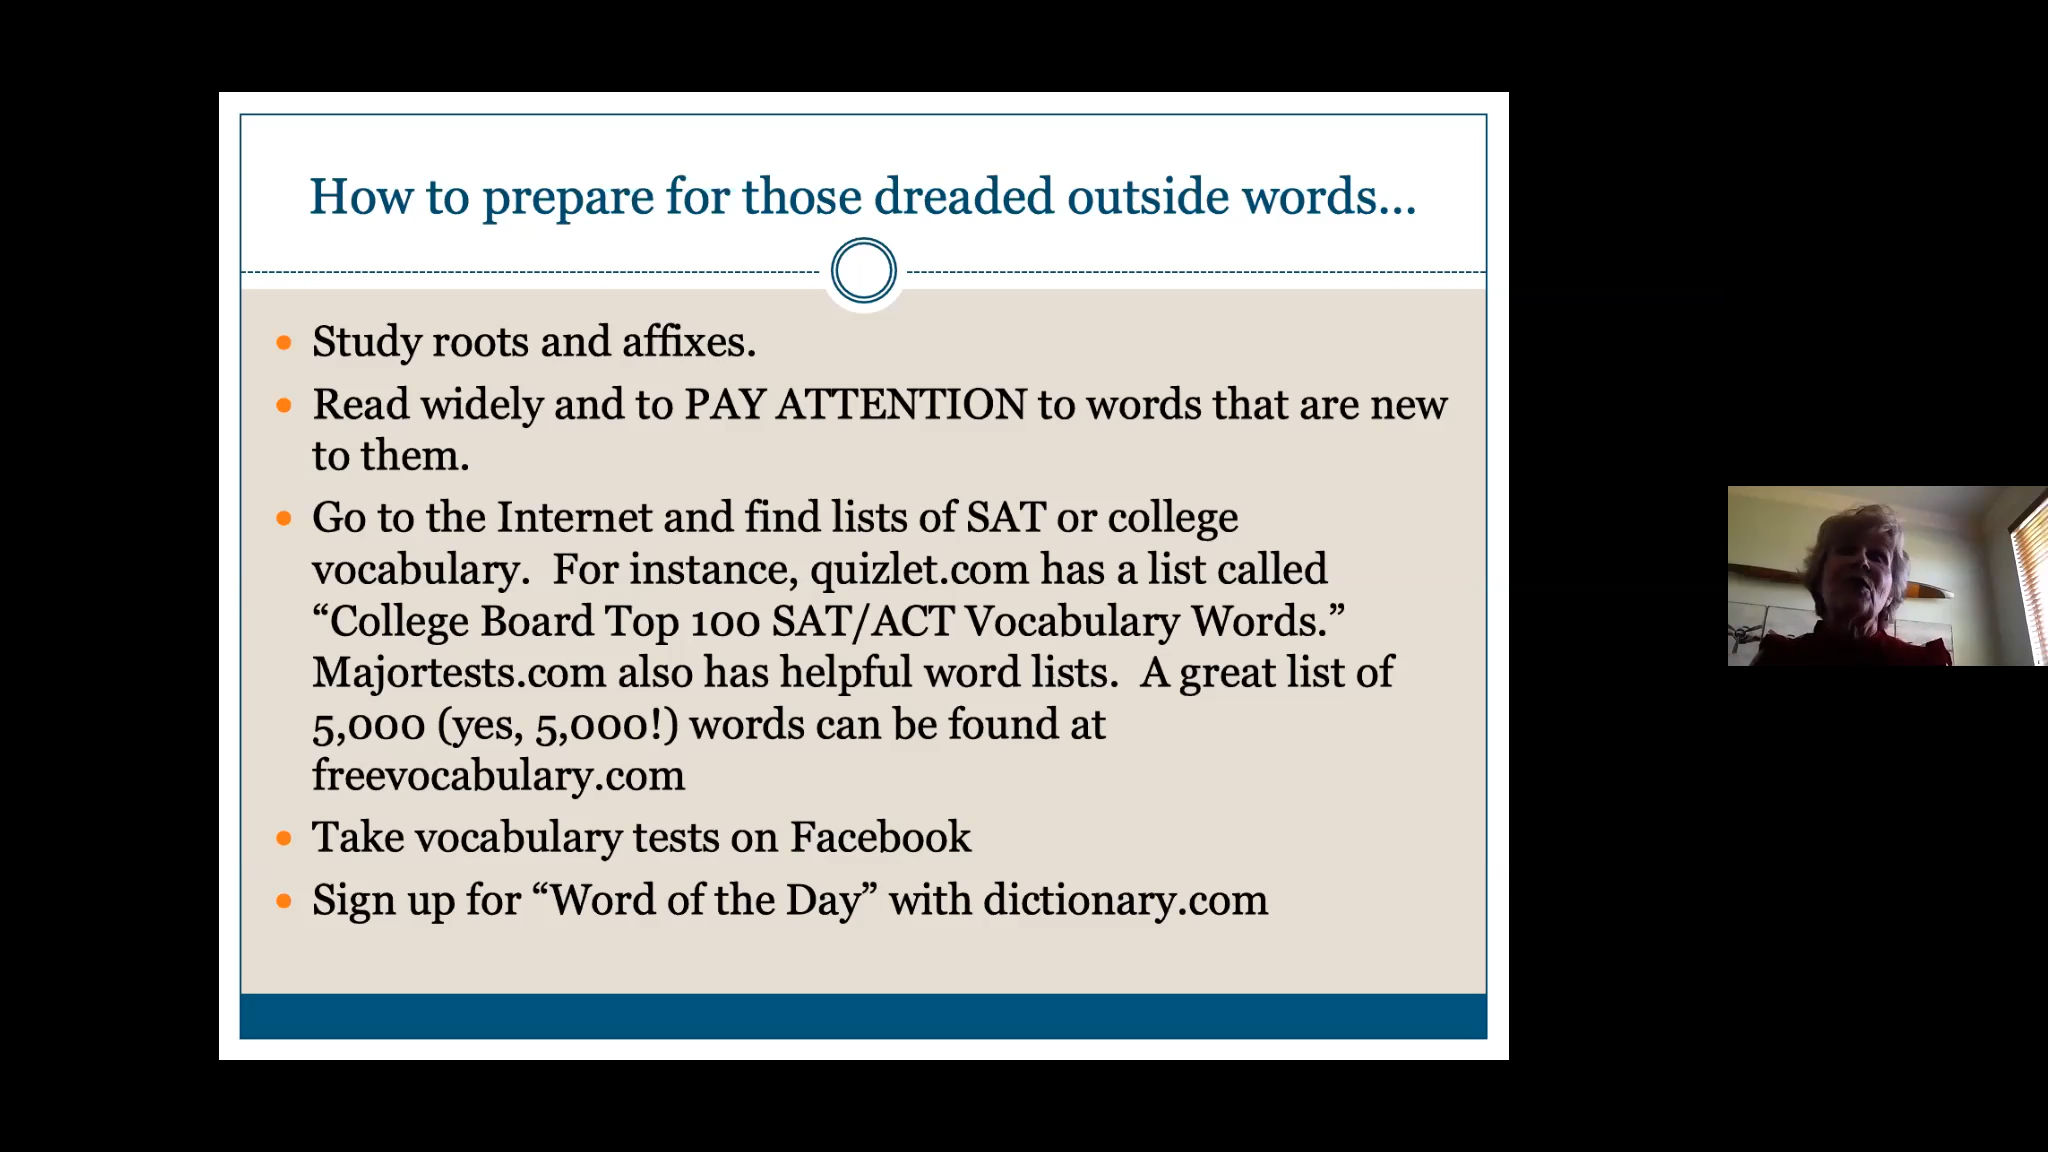 How to prepare for those dreaded outside words...
Study roots and affixes.
Read widely and to PAY ATTENTION to words that are new
to them.
Go to the Internet and find lists of SAT or college
vocabulary.  For instance, quizlet.com has a list called
“College Board Top 100 SAT/ACT Vocabulary Words.”
Majortests.com also has helpful word lists.  A great list of
5,000 (yes, 5,000!) words can be found at
freevocabulary.com
Take vocabulary tests on Facebook
Sign up for “Word of the Day” with dictionary.com